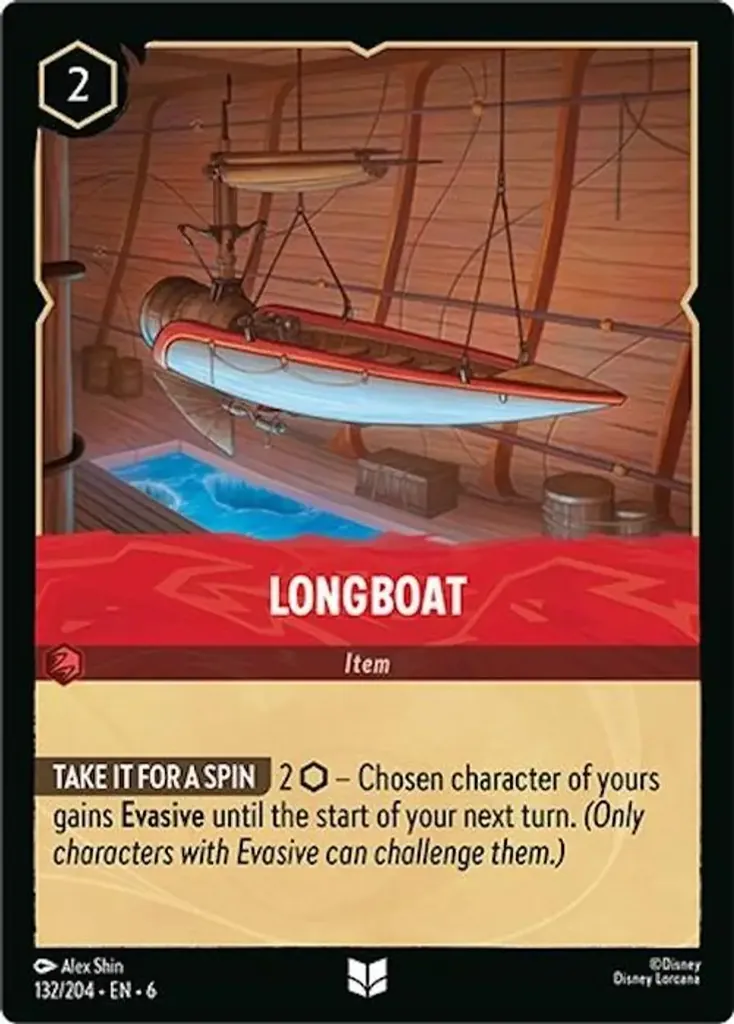 2
LONGBOAT
Item
TAKE IT FOR A SPIN 2 ⬡ – Chosen character of yours
gains Evasive until the start of your next turn. (Only
characters with Evasive can challenge them.)
Alex Shin
132/204 • EN • 6
©Disney
Disney Lorcana